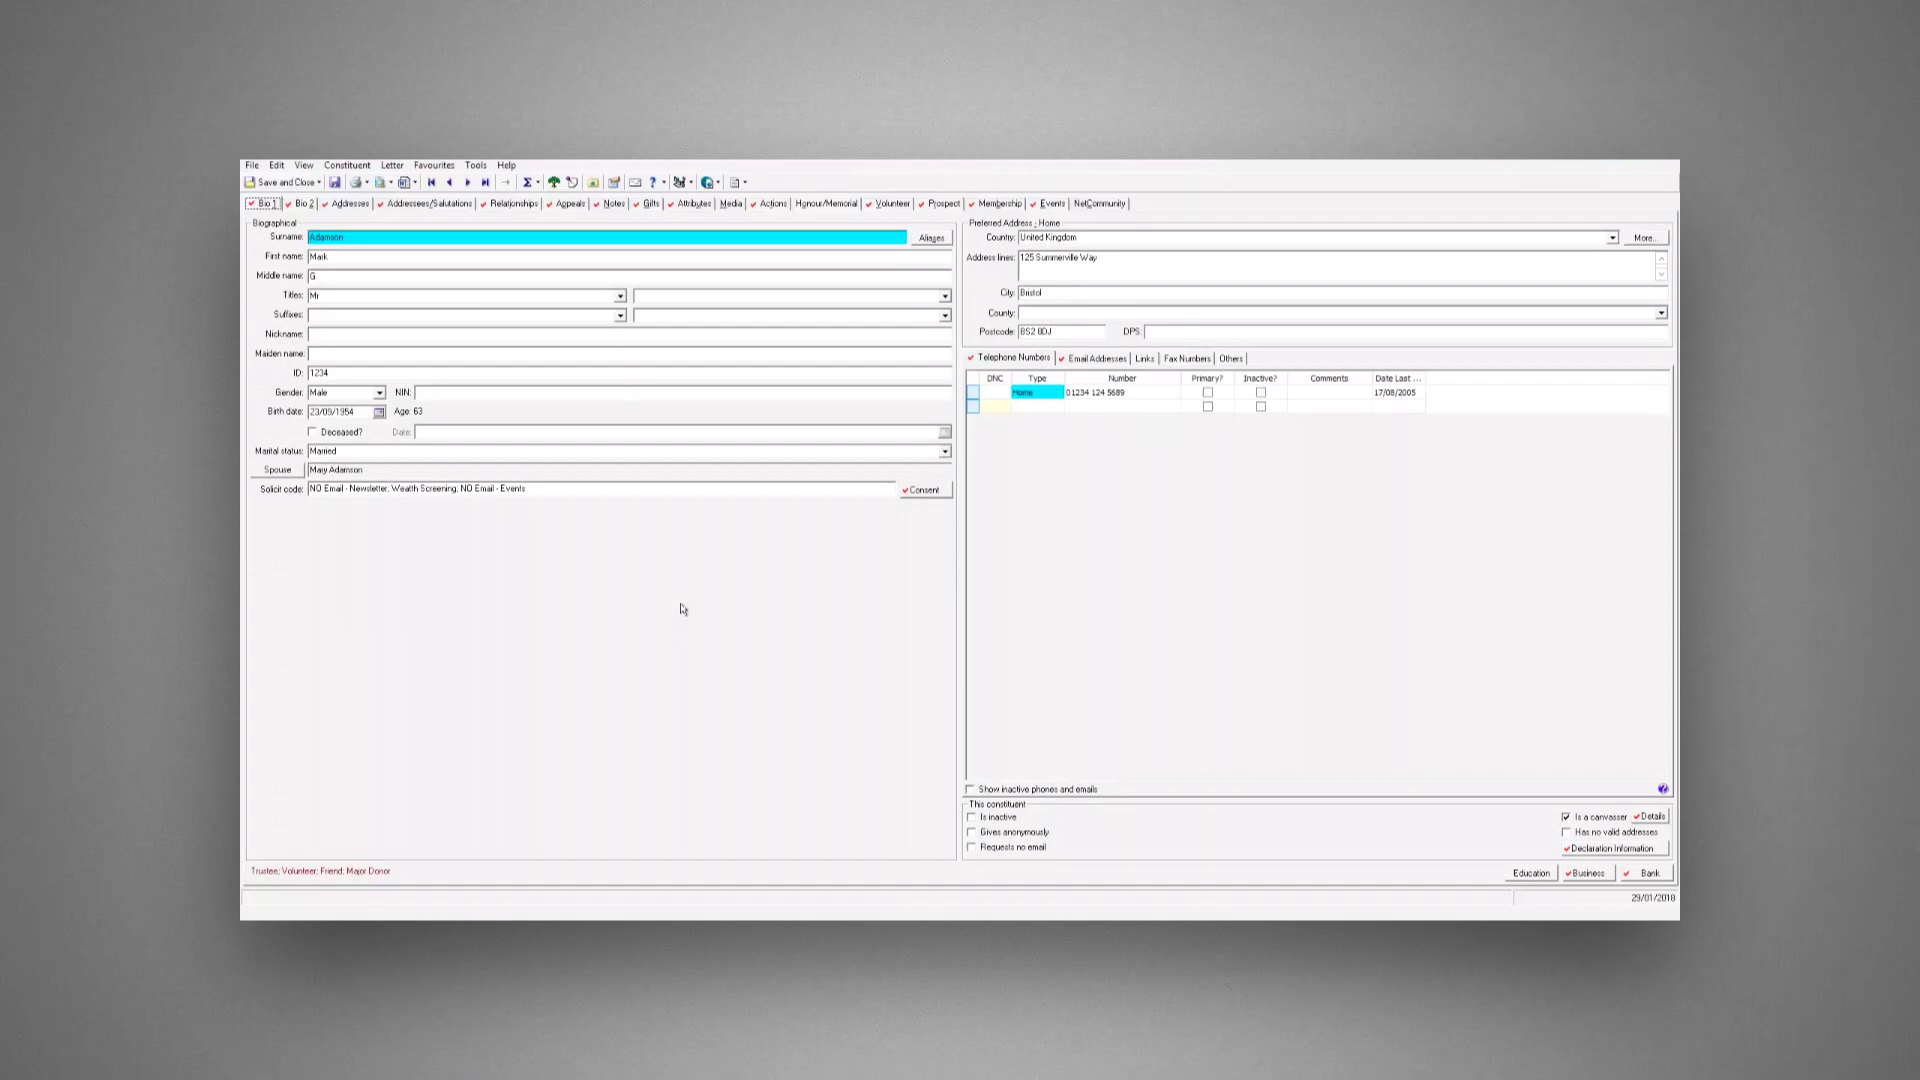 File Edit View Constituent Letter Favourites Tools Help
Save and Close
Bio 1 Bio 2 Addresses Addressees/Salutations Relationships Appeals Notes Gifts Attributes Media Actions Honour/Memorial Volunteer Prospect Membership Events NetCommunity
Biographical
Surname: Adamson Aliases
First name: Mark
Middle name: G
Titles: Mr
Suffixes:
Nickname:
Maiden name:
ID: 1234
Gender: Male NIN:
Birth date: 23/09/1954 Age: 63
Deceased? Date:
Marital status: Married
Spouse Mary Adamson
Solicit code: NO Email - Newsletter; Wealth Screening; NO Email - Events Consent
Preferred Address - Home
Country: United Kingdom More...
Address lines: 125 Summerville Way
City: Bristol
County:
Postcode: BS2 8DJ DPS:
Telephone Numbers Email Addresses Links Fax Numbers Others
DNC Type Number Primary? Inactive? Comments Date Last ...
Home 01234 124 5689 17/08/2005
Show inactive phones and emails
This constituent
Is inactive Is a canvasser Details
Gives anonymously Has no valid addresses
Requests no email Declaration Information
Trustee; Volunteer; Friend; Major Donor Education Business Bank
29/01/2018